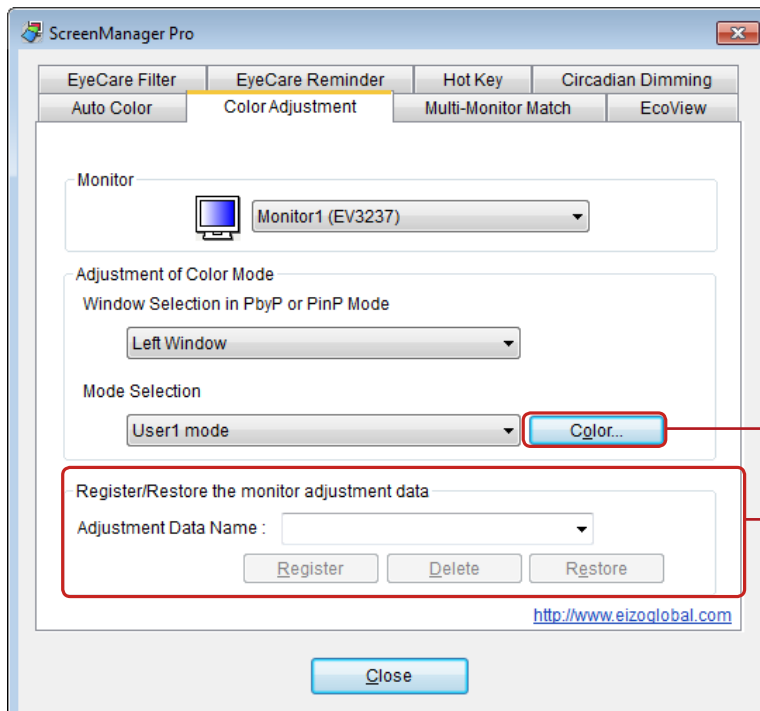 ScreenManager Pro
EyeCare Filter EyeCare Reminder Hot Key Circadian Dimming
Auto Color Color Adjustment Multi-Monitor Match EcoView
Monitor
Monitor1 (EV3237)
Adjustment of Color Mode
Window Selection in PbyP or PinP Mode
Left Window
Mode Selection
User1 mode Color...
Register/Restore the monitor adjustment data
Adjustment Data Name :
Register Delete Restore
http://www.eizoglobal.com
Close